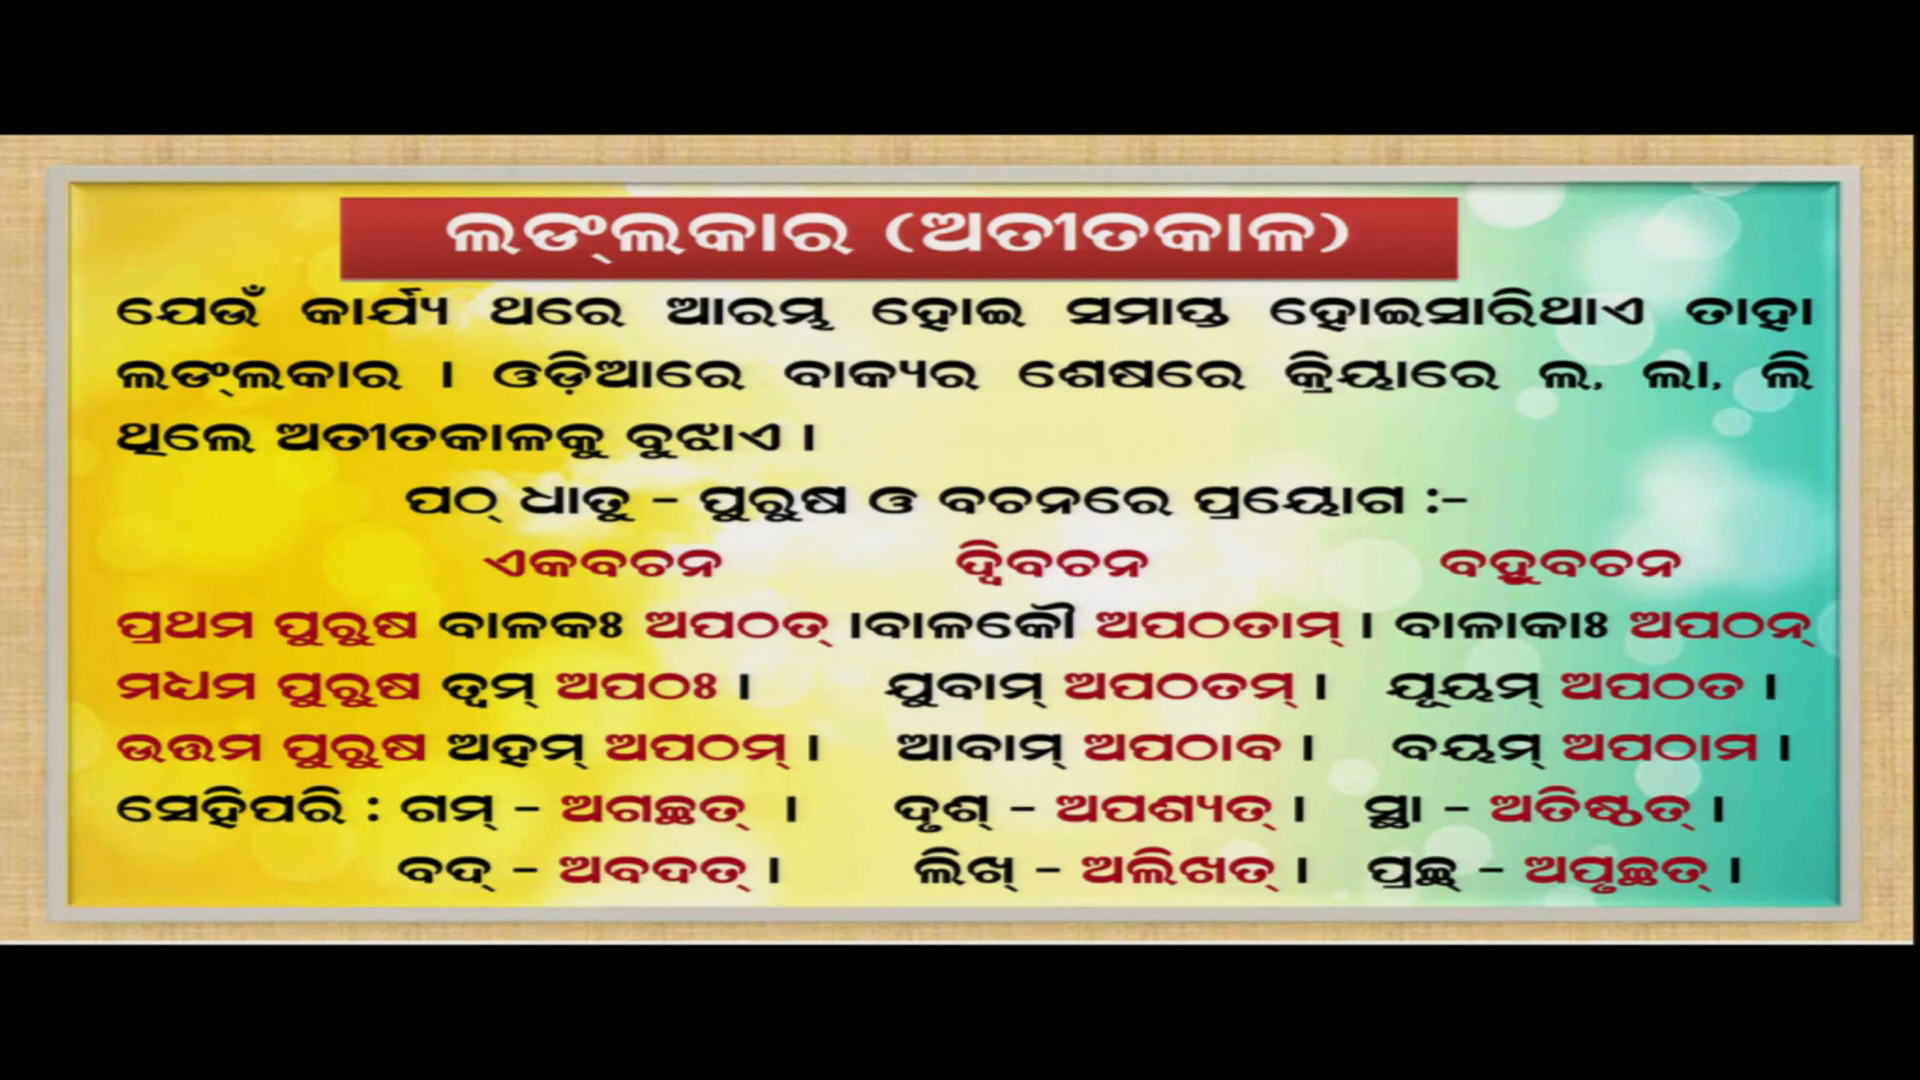 ଲଙ୍‌ଲକାର (ଅତୀତକାଳ)
ଯେଉଁ କାର୍ଯ୍ୟ ଥରେ ଆରମ୍ଭ ହୋଇ ସମାପ୍ତ ହୋଇସାରିଥାଏ ତାହା
ଲଙ୍‌ଲକାର । ଓଡ଼ିଆରେ ବାକ୍ୟର ଶେଷରେ କ୍ରିୟାରେ ଲ, ଲା, ଲି
ଥିଲେ ଅତୀତକାଳକୁ ବୁଝାଏ ।
ପଠ୍ ଧାତୁ – ପୁରୁଷ ଓ ବଚନରେ ପ୍ରୟୋଗ :–
ଏକବଚନ ଦ୍ୱିବଚନ ବହୁବଚନ
ପ୍ରଥମ ପୁରୁଷ ବାଳକଃ ଅପଠତ୍ ।ବାଳକୌ ଅପଠତାମ୍ । ବାଳାକାଃ ଅପଠନ୍
ମଧ୍ୟମ ପୁରୁଷ ତ୍ୱମ୍ ଅପଠଃ । ଯୁବାମ୍ ଅପଠତମ୍ । ଯୂୟମ୍ ଅପଠତ ।
ଉତ୍ତମ ପୁରୁଷ ଅହମ୍ ଅପଠମ୍ । ଆବାମ୍ ଅପଠାବ । ବୟମ୍ ଅପଠାମ ।
ସେହିପରି : ଗମ୍ – ଅଗଚ୍ଛତ୍ । ଦୃଶ୍ – ଅପଶ୍ୟତ୍ । ସ୍ଥା – ଅତିଷ୍ଠତ୍ ।
ବଦ୍ – ଅବଦତ୍ । ଲିଖ୍ – ଅଲିଖତ୍ । ପ୍ରଚ୍ଛ୍ – ଅପୃଚ୍ଛତ୍ ।